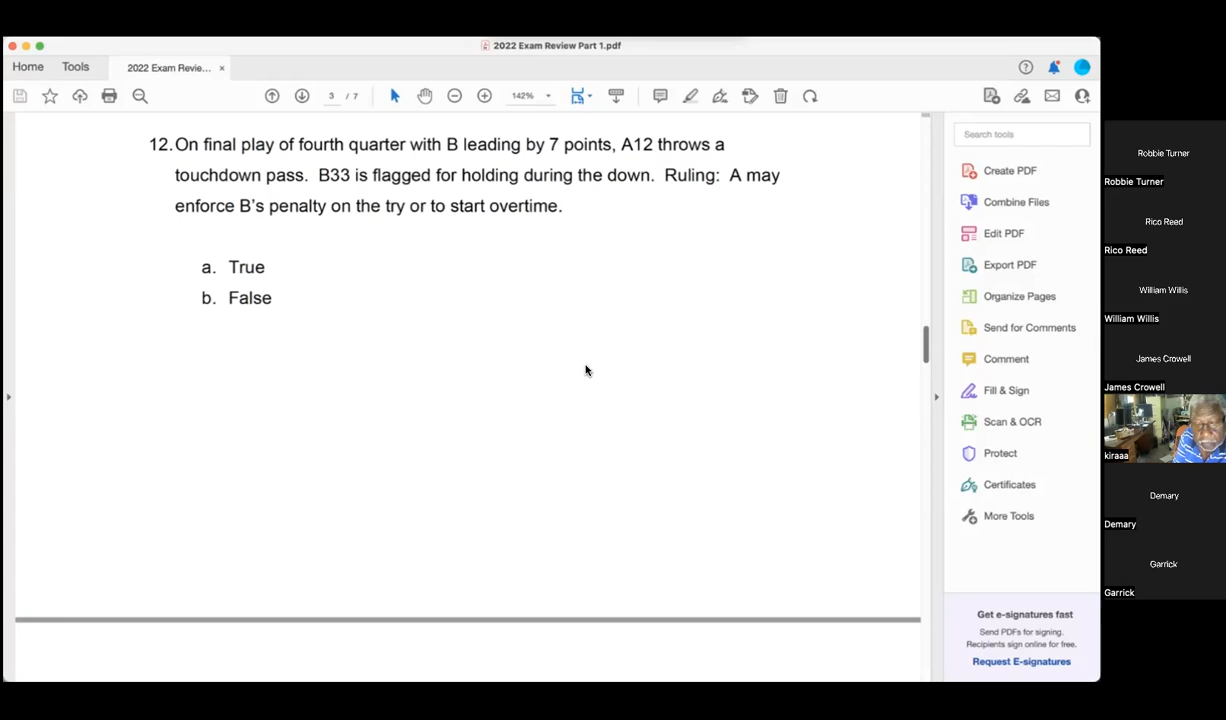 2022 Exam Review Part 1.pdf
Home
Tools
2022 Exam Revie... ×
3 / 7
142%
12. On final play of fourth quarter with B leading by 7 points, A12 throws a
touchdown pass. B33 is flagged for holding during the down. Ruling: A may
enforce B's penalty on the try or to start overtime.
a. True
b. False
Search tools
Create PDF
Combine Files
Edit PDF
Export PDF
Organize Pages
Send for Comments
Comment
Fill & Sign
Scan & OCR
Protect
Certificates
More Tools
Get e-signatures fast
Send PDFs for signing.
Recipients sign online for free.
Request E-signatures
Robbie Turner
Robbie Turner
Rico Reed
Rico Reed
William Willis
William Willis
James Crowell
James Crowell
kiraaa
Demary
Demary
Garrick
Garrick